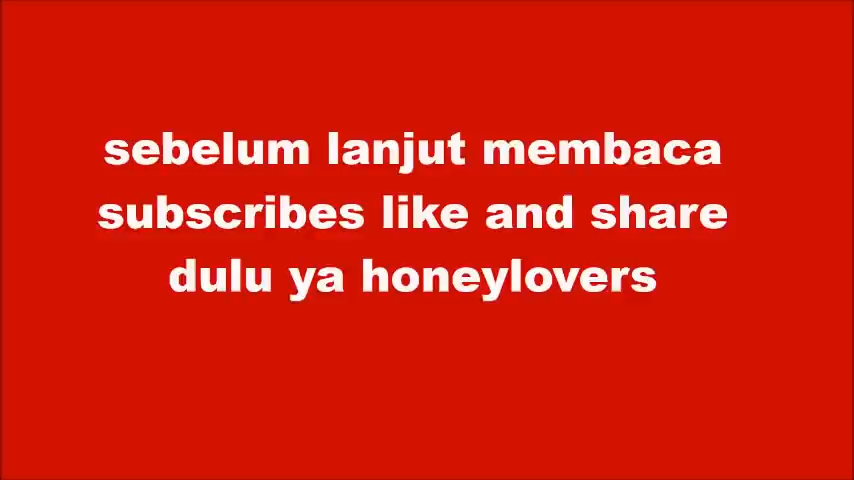 sebelum lanjut membaca
subscribes like and share
dulu ya honeylovers